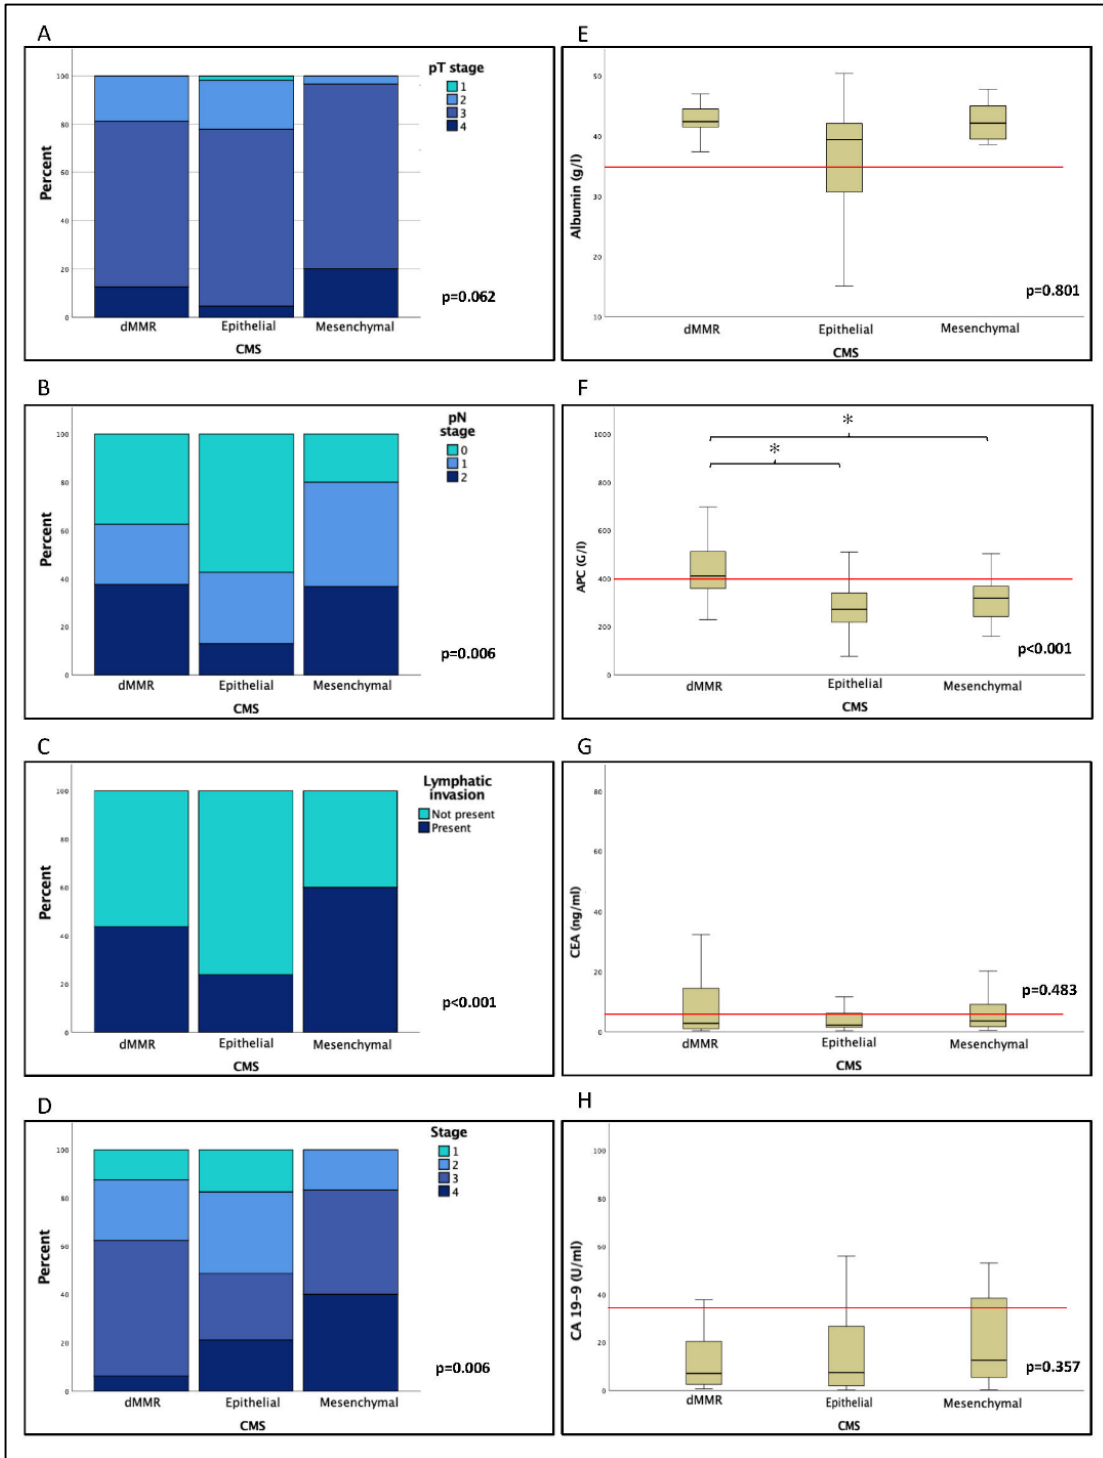 A
pT stage
1
2
3
4
100
80
60
40
20
0
Percent
dMMR Epithelial Mesenchymal
CMS
p=0.062
B
pN
stage
0
1
2
100
80
60
40
20
0
Percent
dMMR Epithelial Mesenchymal
CMS
p=0.006
C
Lymphatic
invasion
Not present
Present
100
80
60
40
20
0
Percent
dMMR Epithelial Mesenchymal
CMS
p<0.001
D
Stage
1
2
3
4
100
80
60
40
20
0
Percent
dMMR Epithelial Mesenchymal
CMS
p=0.006
E
50
40
30
20
10
Albumin (g/l)
dMMR Epithelial Mesenchymal
CMS
p=0.801
F
1000
800
600
400
200
0
APC (G/l)
* *
dMMR Epithelial Mesenchymal
CMS
p<0.001
G
80
60
40
20
0
CEA (ng/ml)
dMMR Epithelial Mesenchymal
CMS
p=0.483
H
100
80
60
40
20
0
CA 19-9 (U/ml)
dMMR Epithelial Mesenchymal
CMS
p=0.357